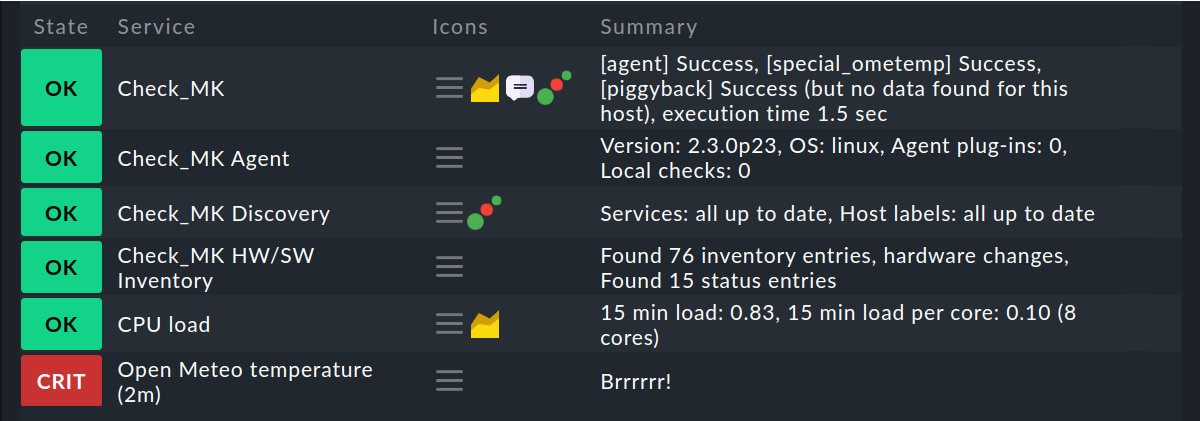 State Service Icons Summary
OK Check_MK [agent] Success, [special_ometemp] Success,
[piggyback] Success (but no data found for this
host), execution time 1.5 sec
OK Check_MK Agent Version: 2.3.0p23, OS: linux, Agent plug-ins: 0,
Local checks: 0
OK Check_MK Discovery Services: all up to date, Host labels: all up to date
OK Check_MK HW/SW
Inventory Found 76 inventory entries, hardware changes,
Found 15 status entries
OK CPU load 15 min load: 0.83, 15 min load per core: 0.10 (8
cores)
CRIT Open Meteo temperature
(2m) Brrrrrr!